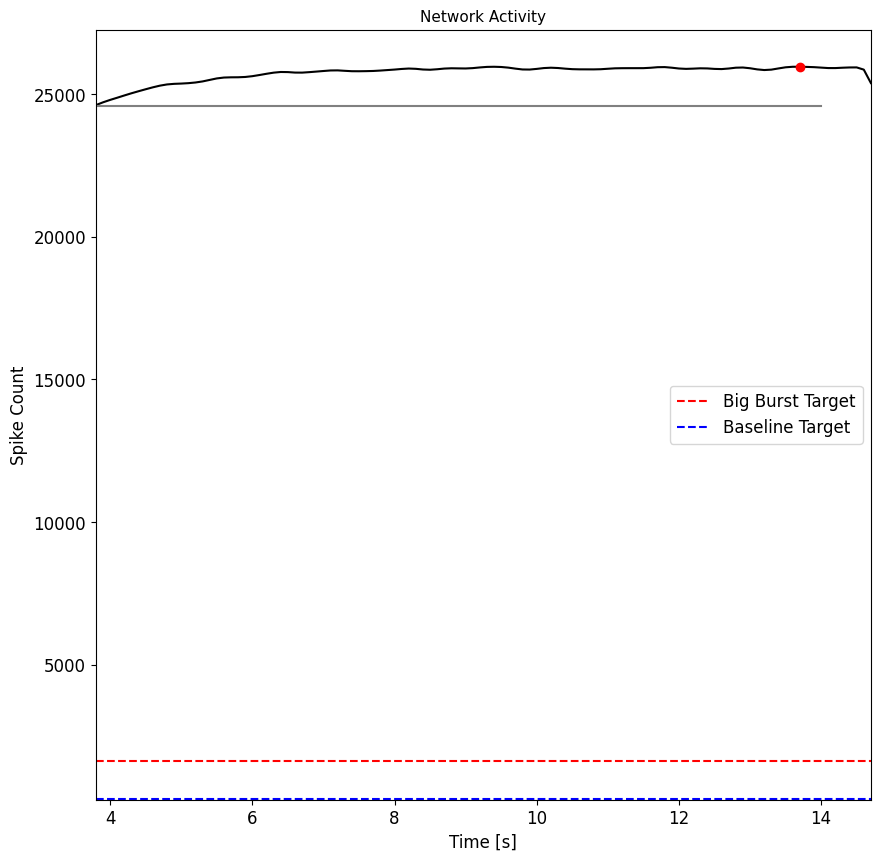 Network Activity
25000
20000
15000
10000
5000
Spike Count
Big Burst Target
Baseline Target
4 6 8 10 12 14
Time [s]